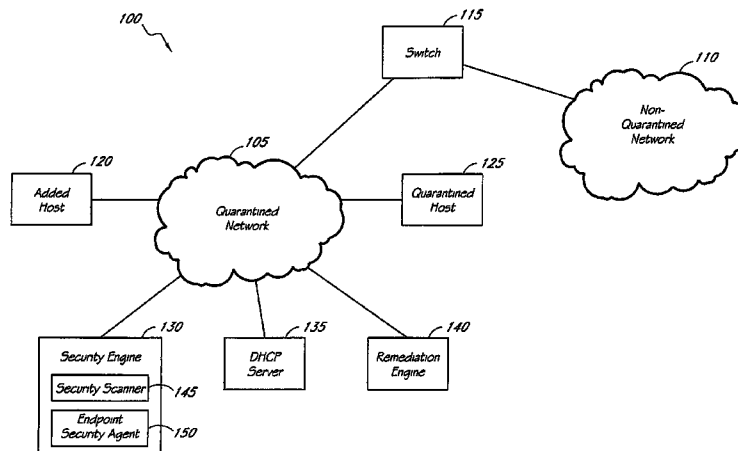 100
115
Switch
110
Non-
Quarantined
Network
105
120
Added
Host
Quarantined
Network
125
Quarantined
Host
130
Security Engine
Security Scanner
145
Endpoint
Security Agent
150
135
DHCP
Server
140
Remediation
Engine